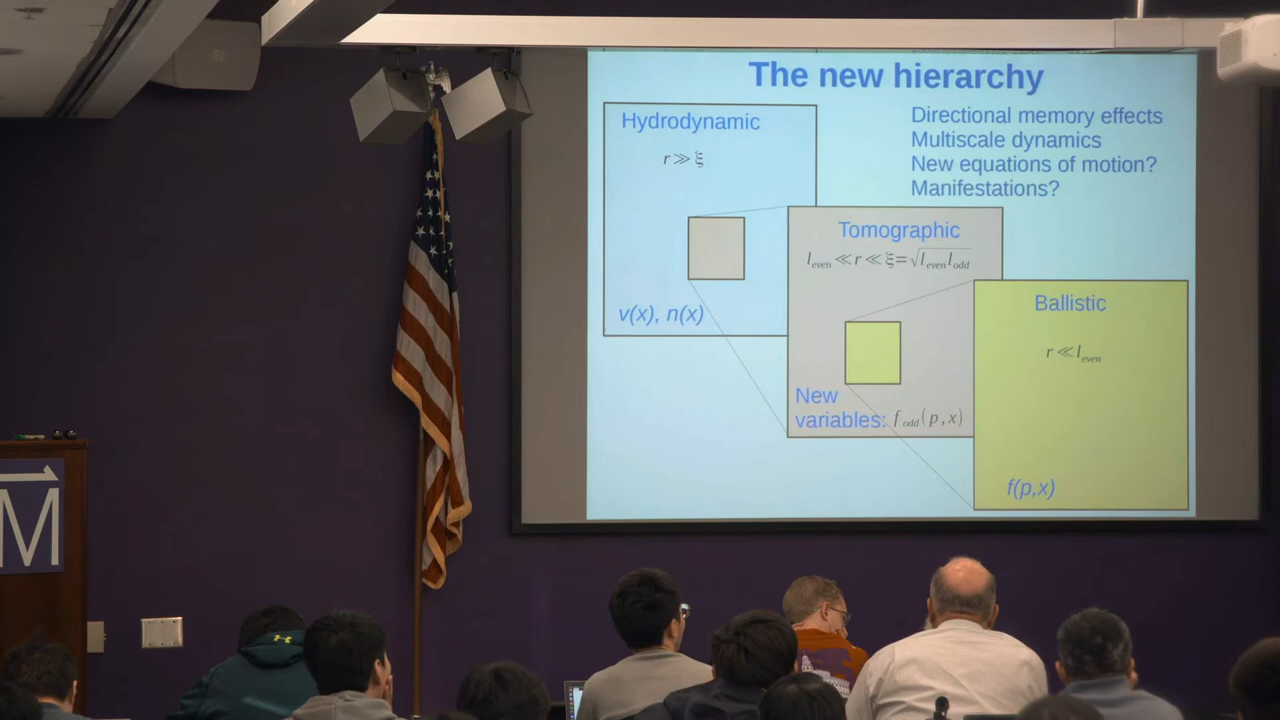 The new hierarchy
Hydrodynamic
r ≫ ξ
v(x), n(x)
Directional memory effects
Multiscale dynamics
New equations of motion?
Manifestations?
Tomographic
l_even ≪ r ≪ ξ = √(l_even l_odd)
New
variables: f_odd(p,x)
Ballistic
r ≪ l_even
f(p,x)
M